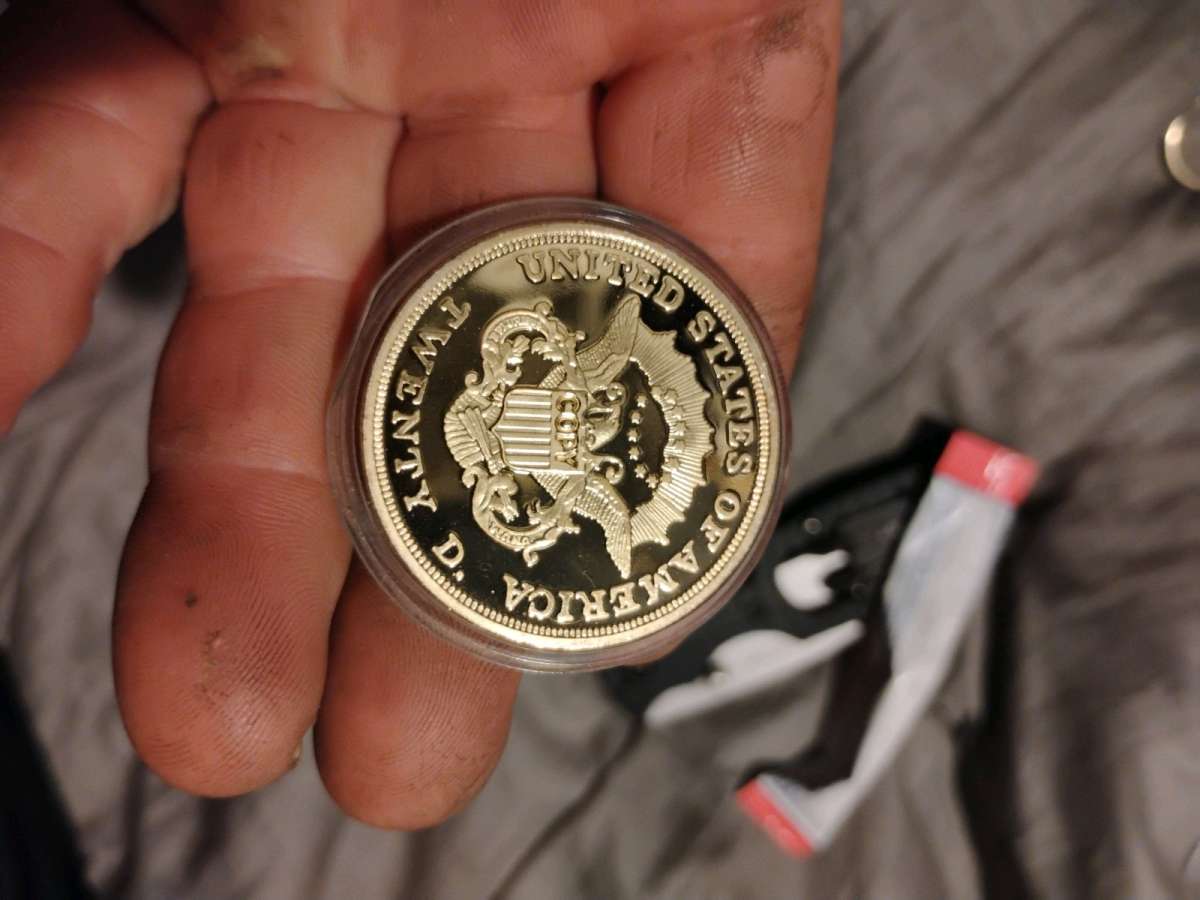 UNITED STATES OF AMERICA
COPY
TWENTY D.